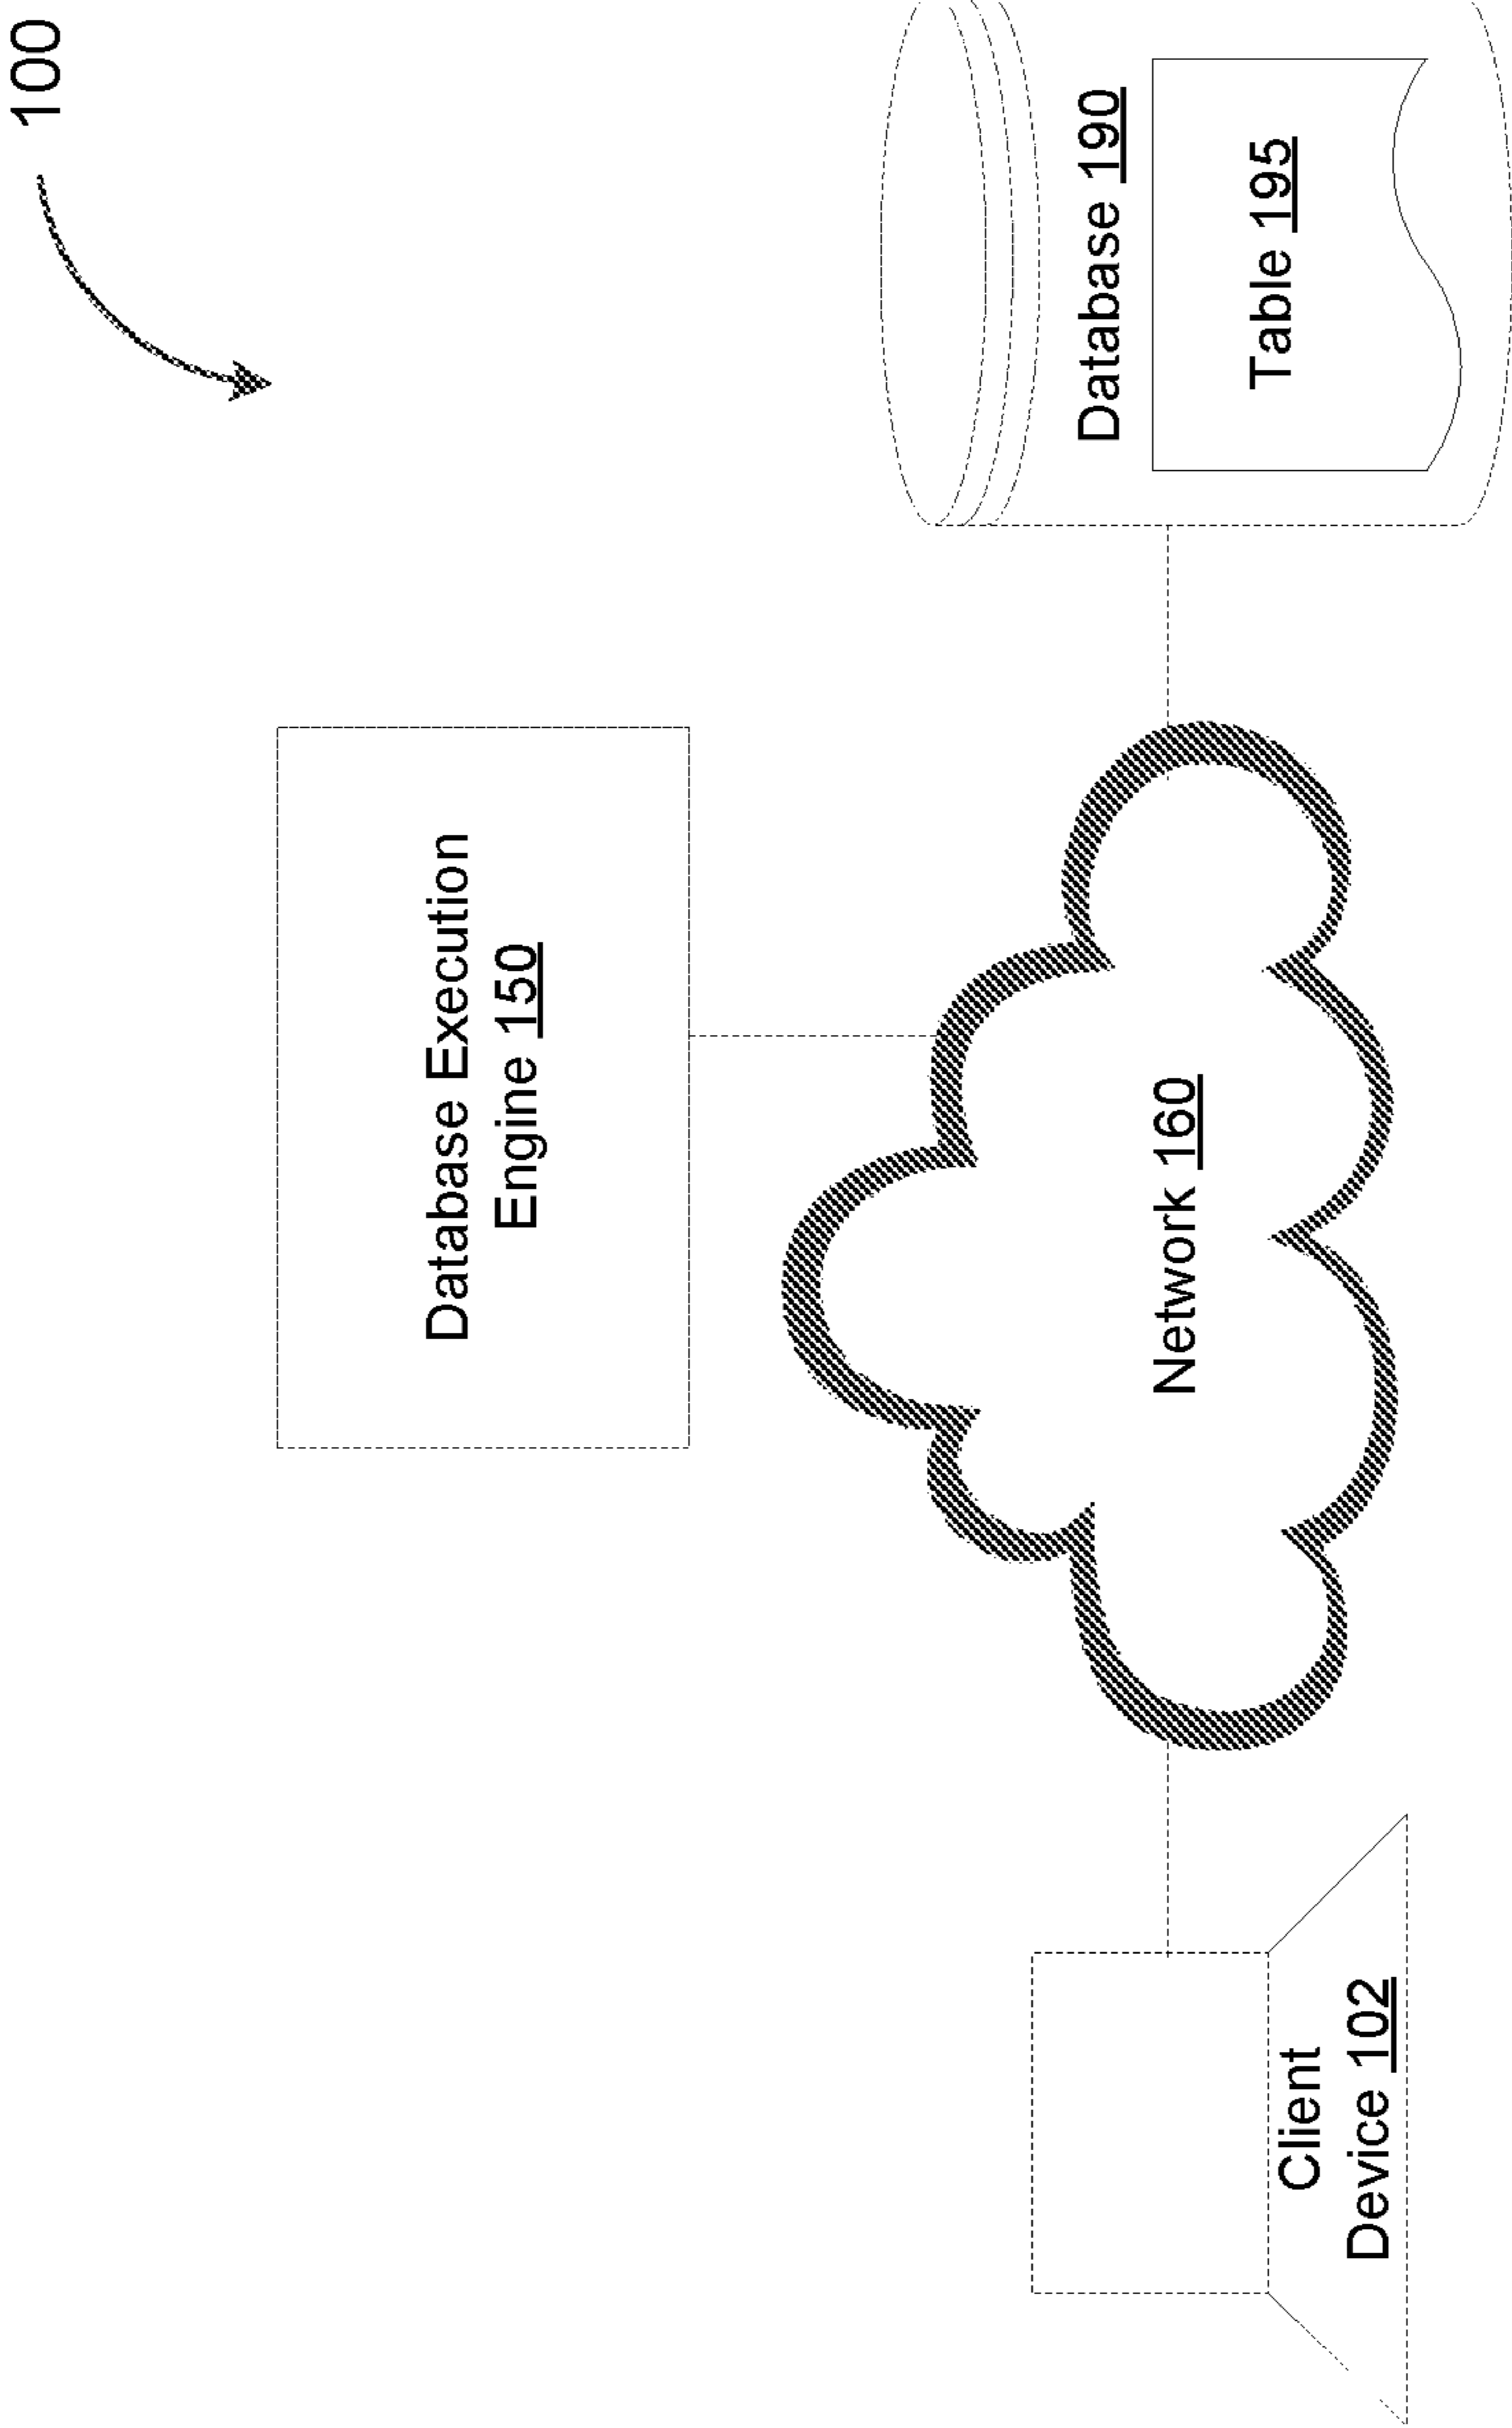 100
Database Execution
Engine 150
Network 160
Client
Device 102
Database 190
Table 195